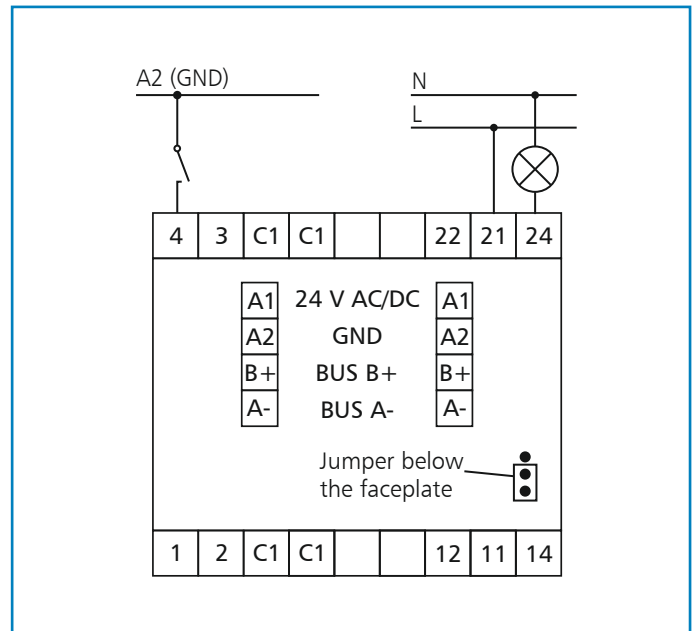 A2 (GND)
N
L
4 3 C1 C1 22 21 24
A1 24 V AC/DC A1
A2 GND A2
B+ BUS B+ B+
A- BUS A- A-
Jumper below
the faceplate
1 2 C1 C1 12 11 14